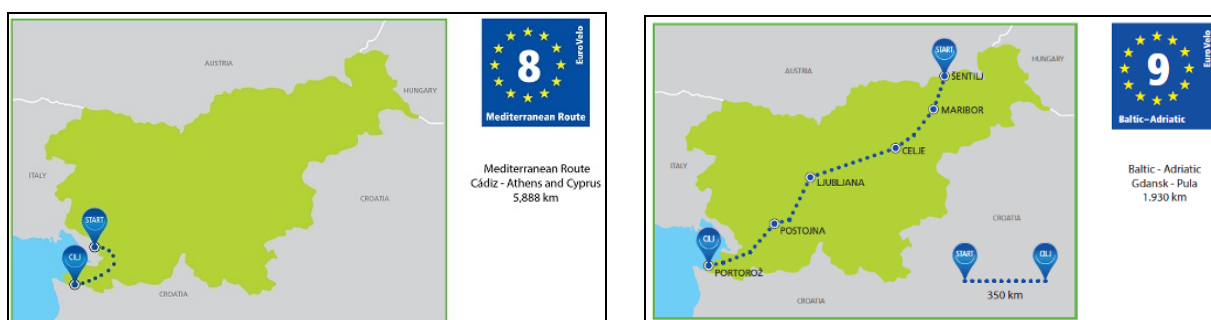 AUSTRIA
HUNGARY
ITALY
CROATIA
START
CILJ
CROATIA
8
EuroVelo
Mediterranean Route
Mediterranean Route
Cádiz - Athens and Cyprus
5,888 km
START
ŠENTILJ
AUSTRIA
HUNGARY
MARIBOR
CELJE
ITALY
LJUBLJANA
CROATIA
POSTOJNA
CILJ
PORTOROŽ
START
CILJ
350 km
CROATIA
9
EuroVelo
Baltic–Adriatic
Baltic - Adriatic
Gdansk - Pula
1.930 km